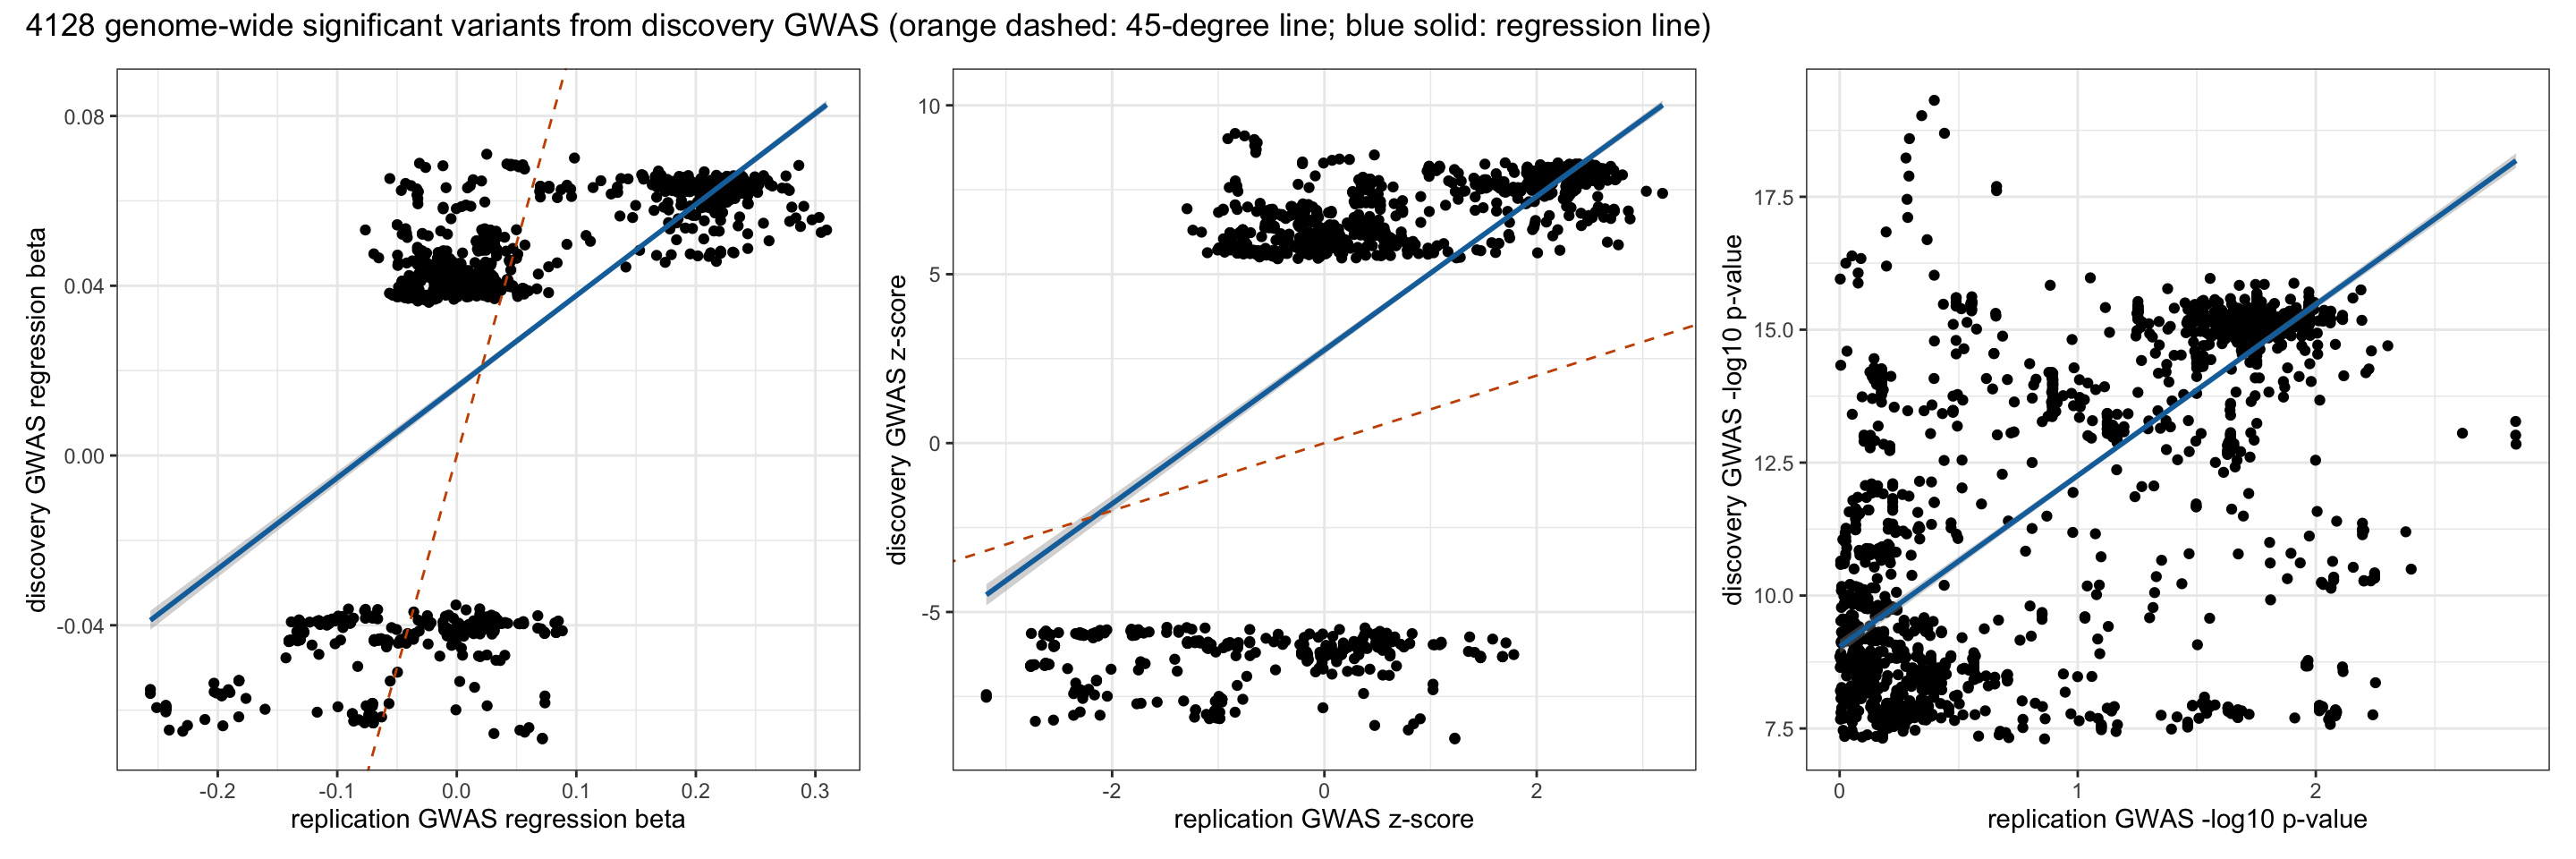 4128 genome-wide significant variants from discovery GWAS (orange dashed: 45-degree line; blue solid: regression line)
discovery GWAS regression beta
0.08
0.04
0.00
-0.04
-0.2 -0.1 0.0 0.1 0.2 0.3
replication GWAS regression beta
discovery GWAS z-score
10
5
0
-5
-2 0 2
replication GWAS z-score
discovery GWAS -log10 p-value
17.5
15.0
12.5
10.0
7.5
0 1 2
replication GWAS -log10 p-value